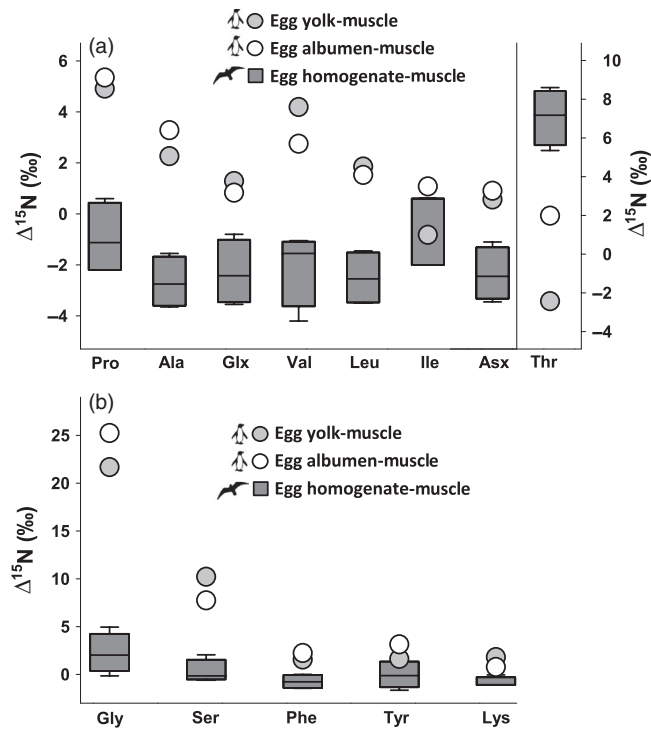 (a)
Egg yolk-muscle
Egg albumen-muscle
Egg homogenate-muscle
6
4
2
0
−2
−4
Δ¹⁵N (‰)
10
8
6
4
2
0
−2
−4
Δ¹⁵N (‰)
Pro Ala Glx Val Leu Ile Asx Thr
(b)
Egg yolk-muscle
Egg albumen-muscle
Egg homogenate-muscle
25
20
15
10
5
0
Δ¹⁵N (‰)
Gly Ser Phe Tyr Lys